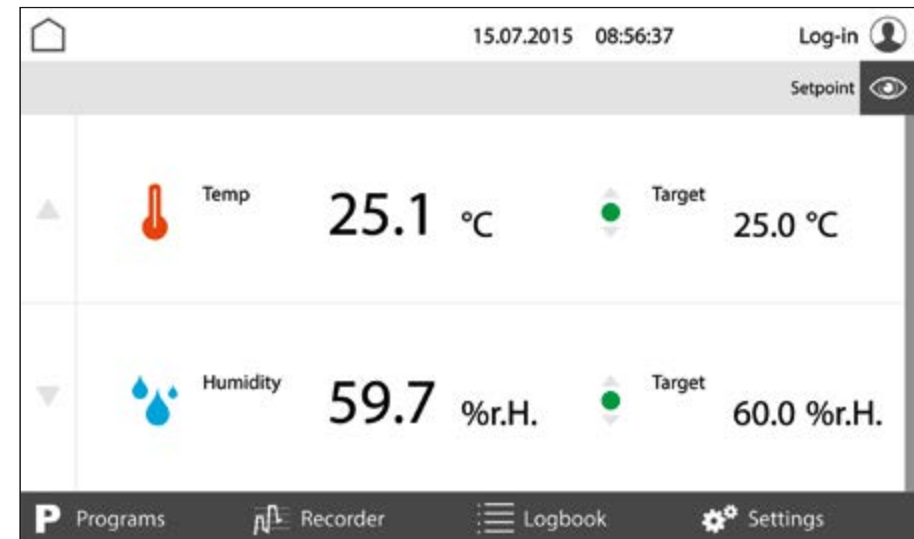 15.07.2015 08:56:37 Log-in
Setpoint
Temp 25.1 °C Target 25.0 °C
Humidity 59.7 %r.H. Target 60.0 %r.H.
P Programs Recorder Logbook Settings